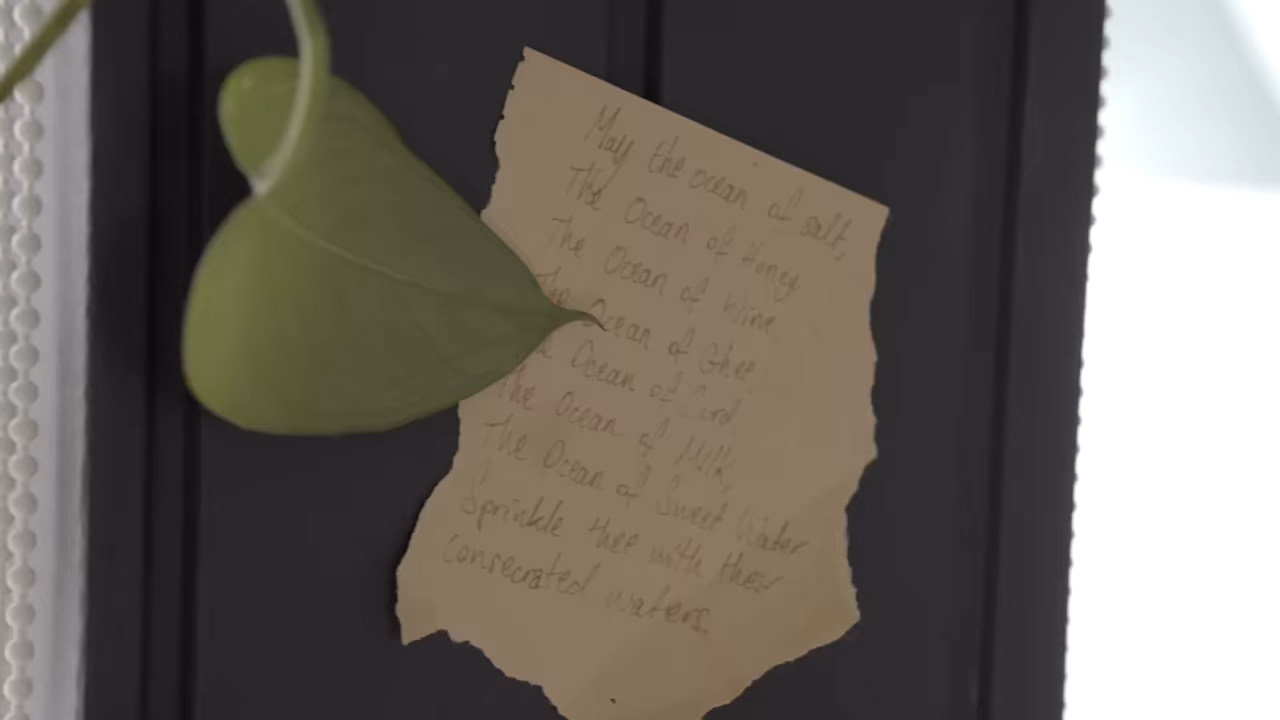 May the ocean of salt,
The Ocean of Honey
The Ocean of Wine
The Ocean of Ghee
Ocean of Curd
The Ocean of Milk,
The Ocean of Sweet Water
Sprinkle thee with their
consecrated waters.